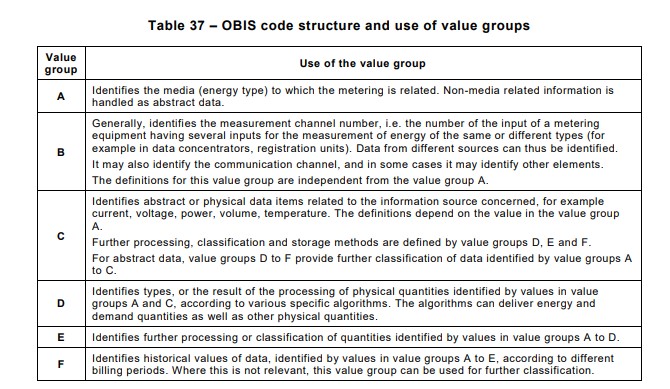 Table 37 – OBIS code structure and use of value groups
Value
group
Use of the value group
A
Identifies the media (energy type) to which the metering is related. Non-media related information is
handled as abstract data.
B
Generally, identifies the measurement channel number, i.e. the number of the input of a metering
equipment having several inputs for the measurement of energy of the same or different types (for
example in data concentrators, registration units). Data from different sources can thus be identified.
It may also identify the communication channel, and in some cases it may identify other elements.
The definitions for this value group are independent from the value group A.
C
Identifies abstract or physical data items related to the information source concerned, for example
current, voltage, power, volume, temperature. The definitions depend on the value in the value group
A.
Further processing, classification and storage methods are defined by value groups D, E and F.
For abstract data, value groups D to F provide further classification of data identified by value groups A
to C.
D
Identifies types, or the result of the processing of physical quantities identified by values in value
groups A and C, according to various specific algorithms. The algorithms can deliver energy and
demand quantities as well as other physical quantities.
E
Identifies further processing or classification of quantities identified by values in value groups A to D.
F
Identifies historical values of data, identified by values in value groups A to E, according to different
billing periods. Where this is not relevant, this value group can be used for further classification.